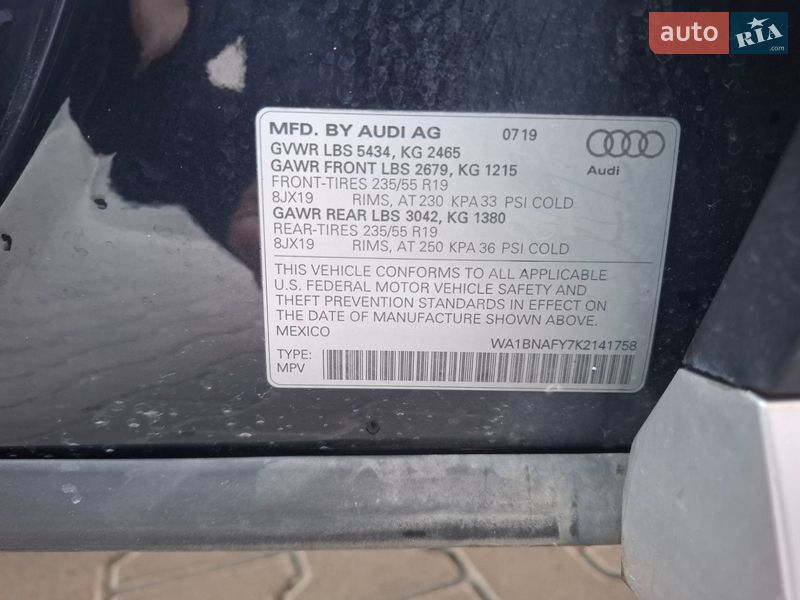 auto RIA .com
MFD. BY AUDI AG 07 19
GVWR LBS 5434, KG 2465
GAWR FRONT LBS 2679, KG 1215
FRONT-TIRES 235/55 R19
8JX19 RIMS, AT 230 KPA 33 PSI COLD
GAWR REAR LBS 3042, KG 1380
REAR-TIRES 235/55 R19
8JX19 RIMS, AT 250 KPA 36 PSI COLD
Audi
THIS VEHICLE CONFORMS TO ALL APPLICABLE
U.S. FEDERAL MOTOR VEHICLE SAFETY AND
THEFT PREVENTION STANDARDS IN EFFECT ON
THE DATE OF MANUFACTURE SHOWN ABOVE.
MEXICO
WA1BNAFY7K2141758
TYPE:
MPV